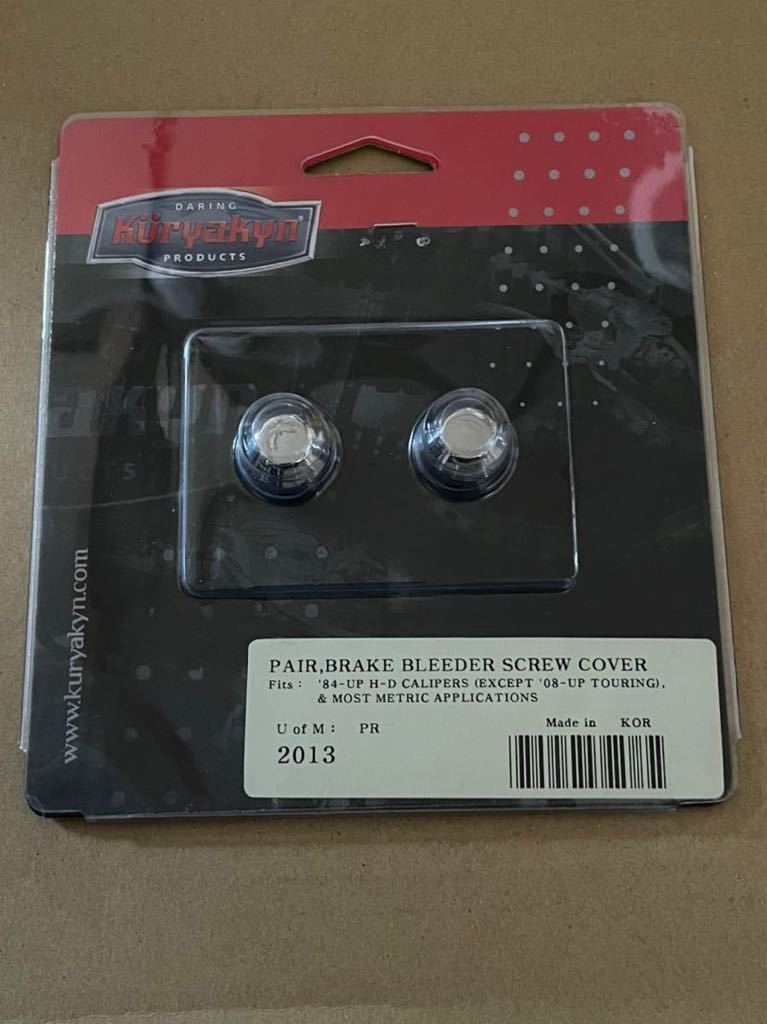 DARING
Küryakyn®
PRODUCTS
www.kuryakyn.com
PAIR,BRAKE BLEEDER SCREW COVER
Fits : '84-UP H-D CALIPERS (EXCEPT '08-UP TOURING),
& MOST METRIC APPLICATIONS
U of M : PR
Made in KOR
2013